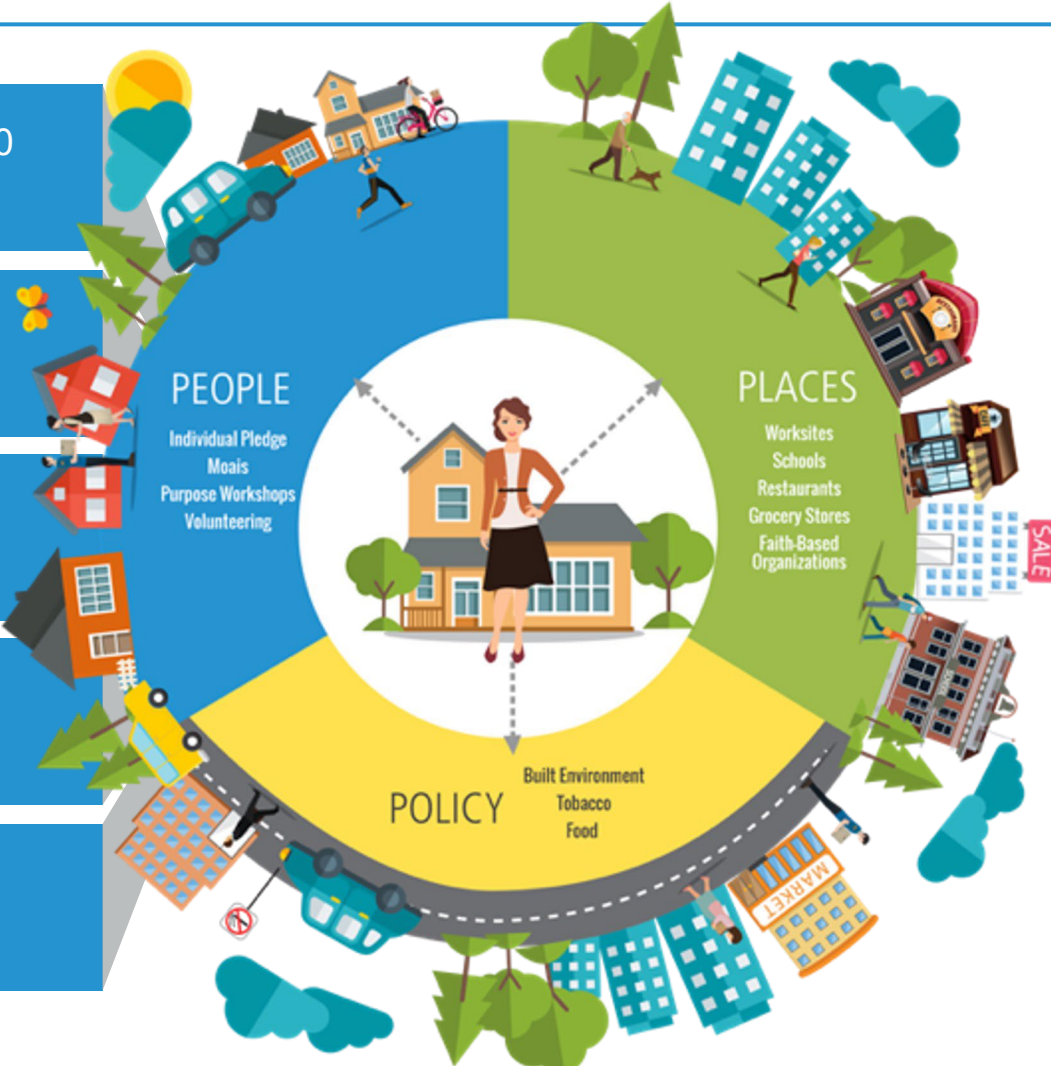 0
PEOPLE
Individual Pledge
Moais
Purpose Workshops
Volunteering
PLACES
Worksites
Schools
Restaurants
Grocery Stores
Faith-Based
Organizations
SALE
POLICY
Built Environment
Tobacco
Food
MARKET